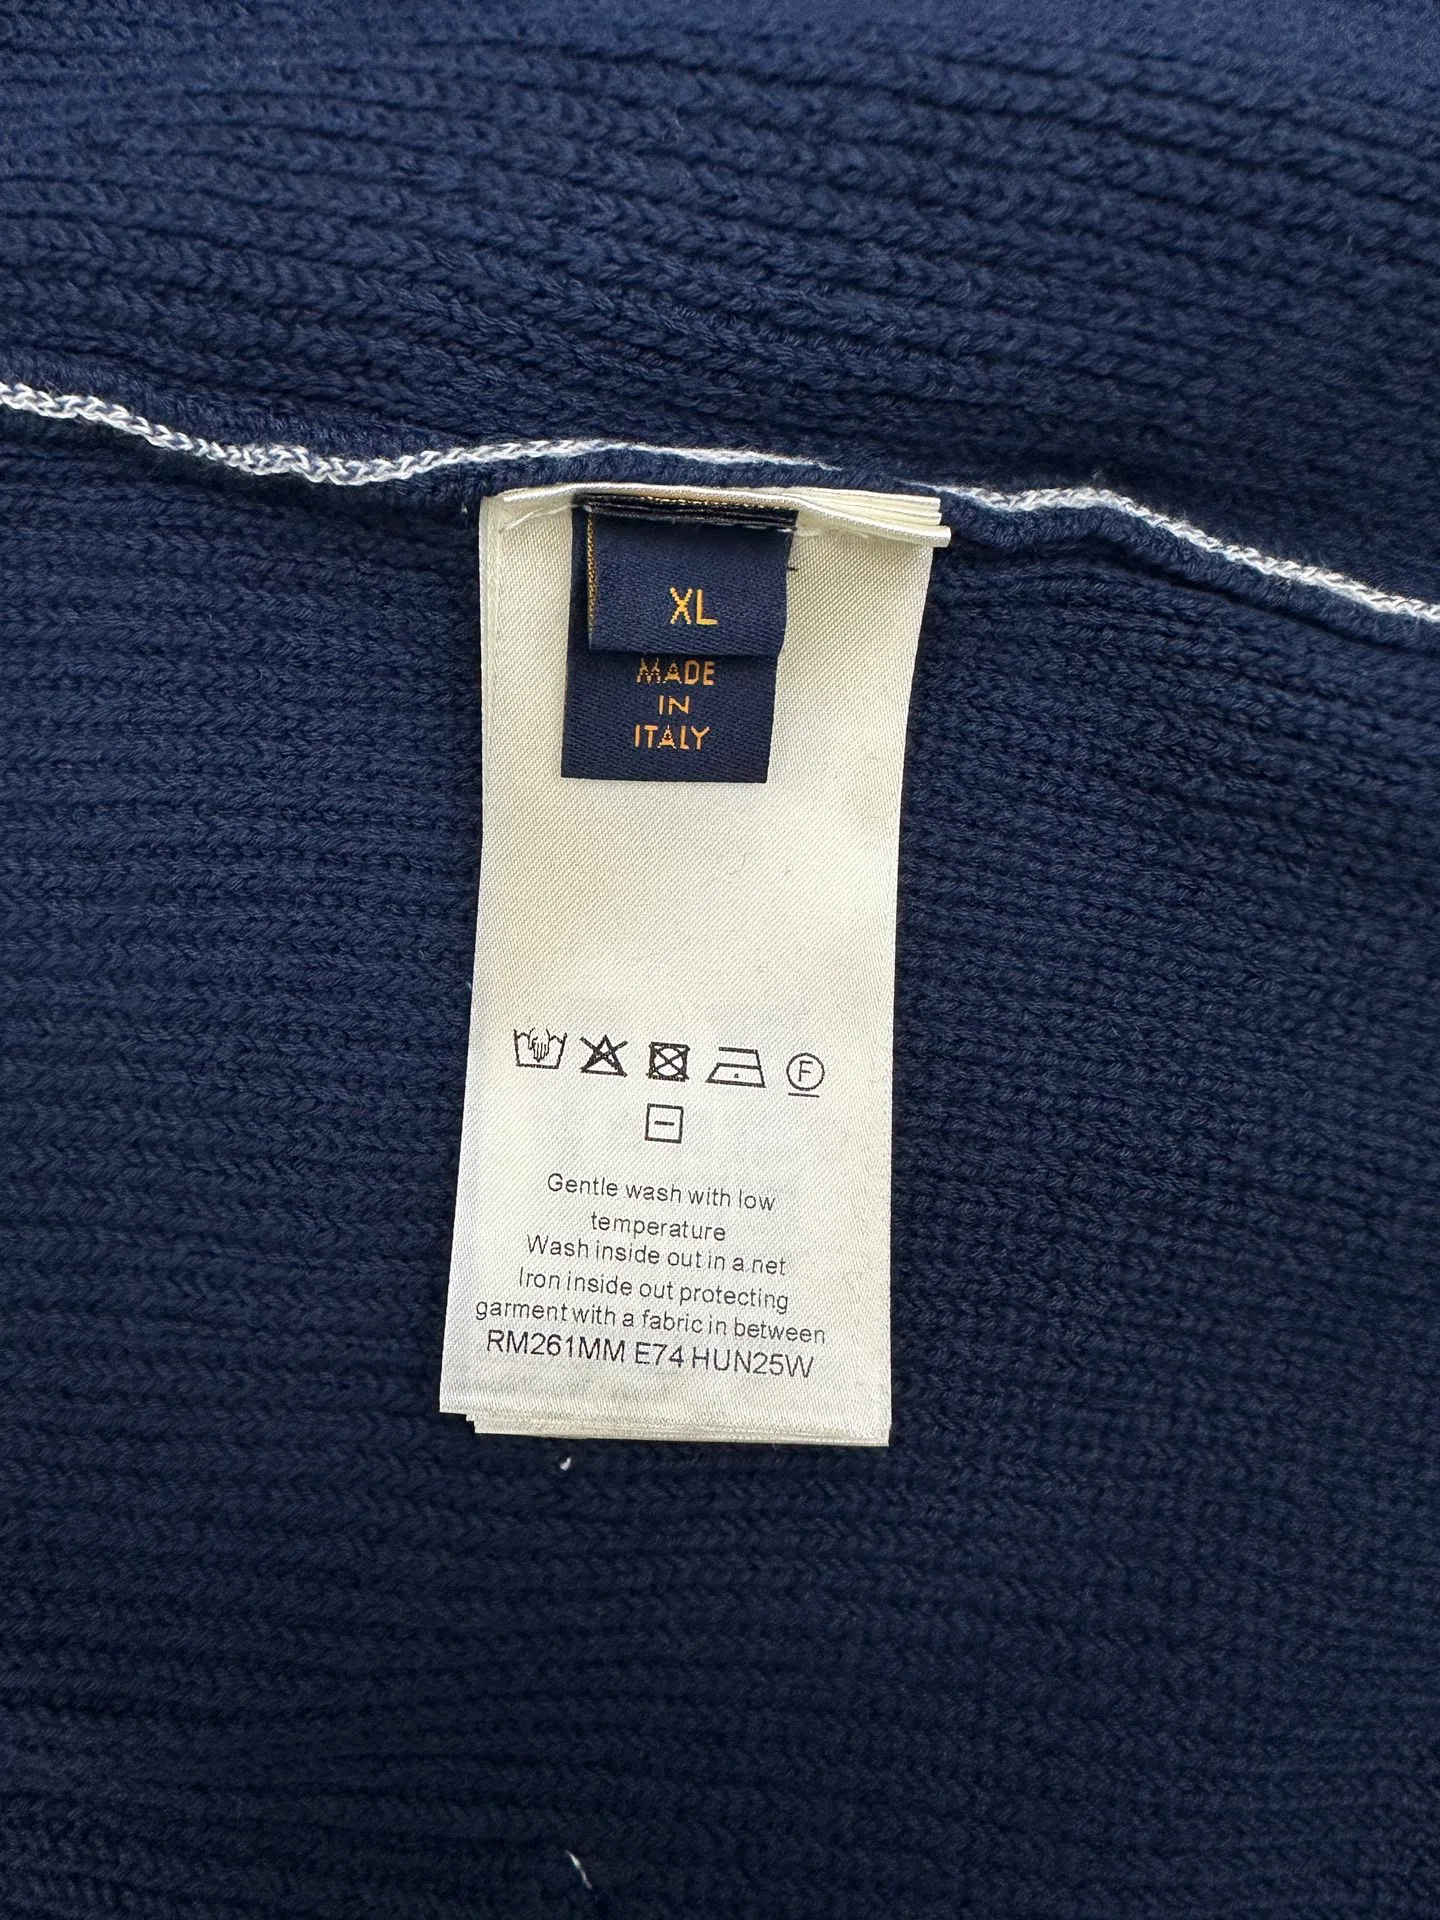 XL
MADE
IN
ITALY
F
Gentle wash with low
temperature
Wash inside out in a net
Iron inside out protecting
garment with a fabric in between
RM261MM E74 HUN25W